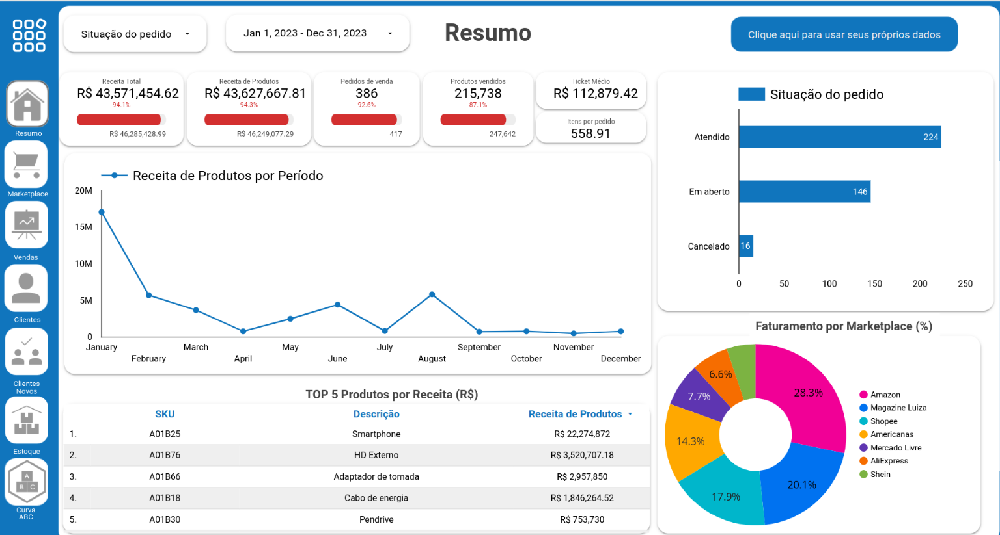 Situação do pedido
Jan 1, 2023 - Dec 31, 2023
Resumo
Clique aqui para usar seus próprios dados
Resumo
Marketplace
Vendas
Clientes
Clientes
Novos
Estoque
A
B C
Curva
ABC
Receita Total
R$ 43,571,454.62
94.1%
R$ 46,285,428.99
Receita de Produtos
R$ 43,627,667.81
94.3%
R$ 46,249,077.29
Pedidos de venda
386
92.6%
417
Produtos vendidos
215,738
87.1%
247,642
Ticket Médio
R$ 112,879.42
Itens por pedido
558.91
Receita de Produtos por Período
20M
15M
10M
5M
0
January
February
March
April
May
June
July
August
September
October
November
December
Situação do pedido
Atendido
224
Em aberto
146
Cancelado
16
0 50 100 150 200 250
TOP 5 Produtos por Receita (R$)
SKU Descrição Receita de Produtos
1. A01B25 Smartphone R$ 22,274,872
2. A01B76 HD Externo R$ 3,520,707.18
3. A01B66 Adaptador de tomada R$ 2,957,850
4. A01B18 Cabo de energia R$ 1,846,264.52
5. A01B30 Pendrive R$ 753,730
Faturamento por Marketplace (%)
28.3%
20.1%
17.9%
14.3%
7.7%
6.6%
Amazon
Magazine Luiza
Shopee
Americanas
Mercado Livre
AliExpress
Shein